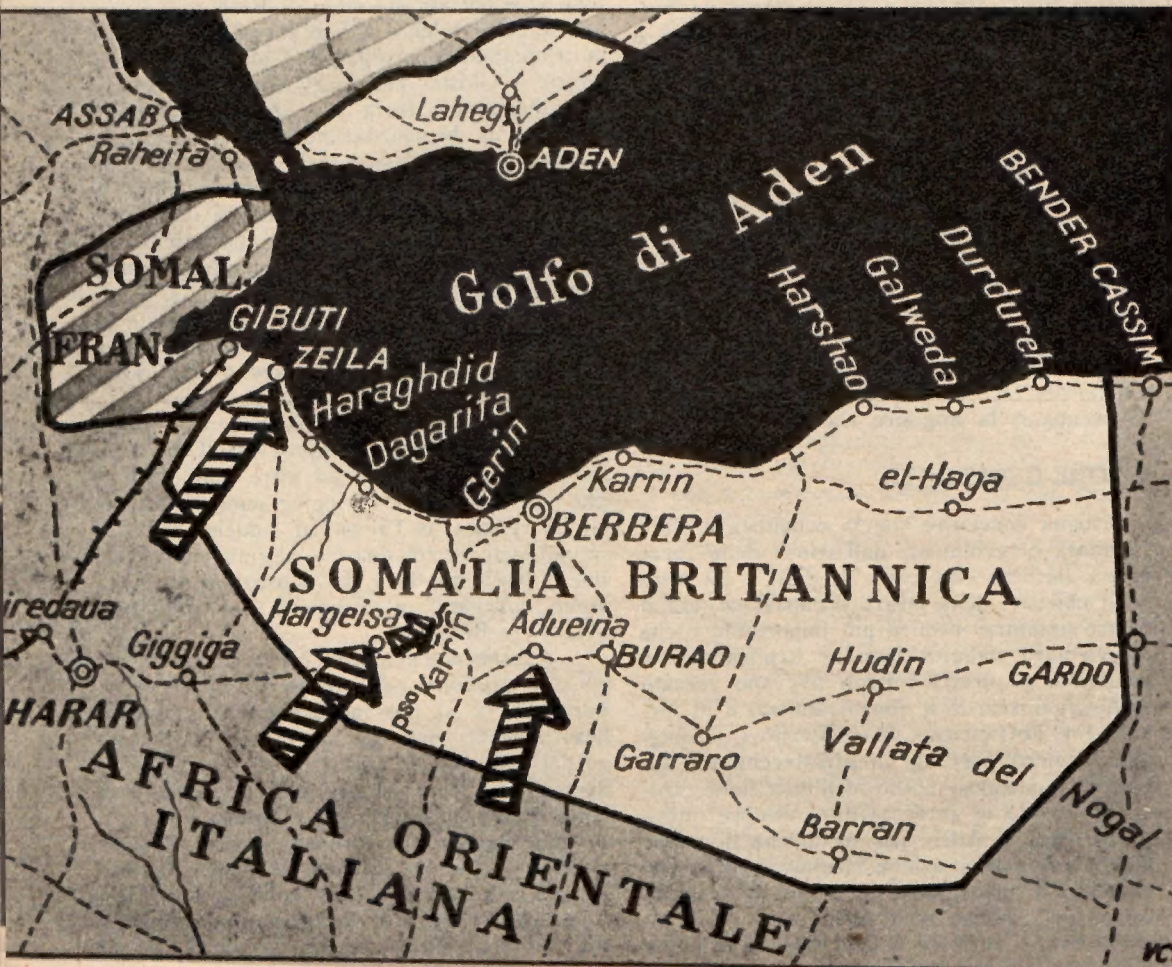 ASSAB
Raheita
Laheg
ADEN
Golfo di Aden
BENDER CASSIM
Durdureh
Galweda
Harshao
SOMAL.
FRAN.
GIBUTI
ZEILA
Haraghdid
Dagarita
Gerin
Karrin
BERBERA
el-Haga
SOMALIA BRITANNICA
iredaua
Hargeisa
psº Karrin
Adueina
BURAO
Giggiga
Hudin
GARDO
HARAR
Garraro
Vallata del Nogal
AFRICA ORIENTALE
ITALIANA
Barran
VC